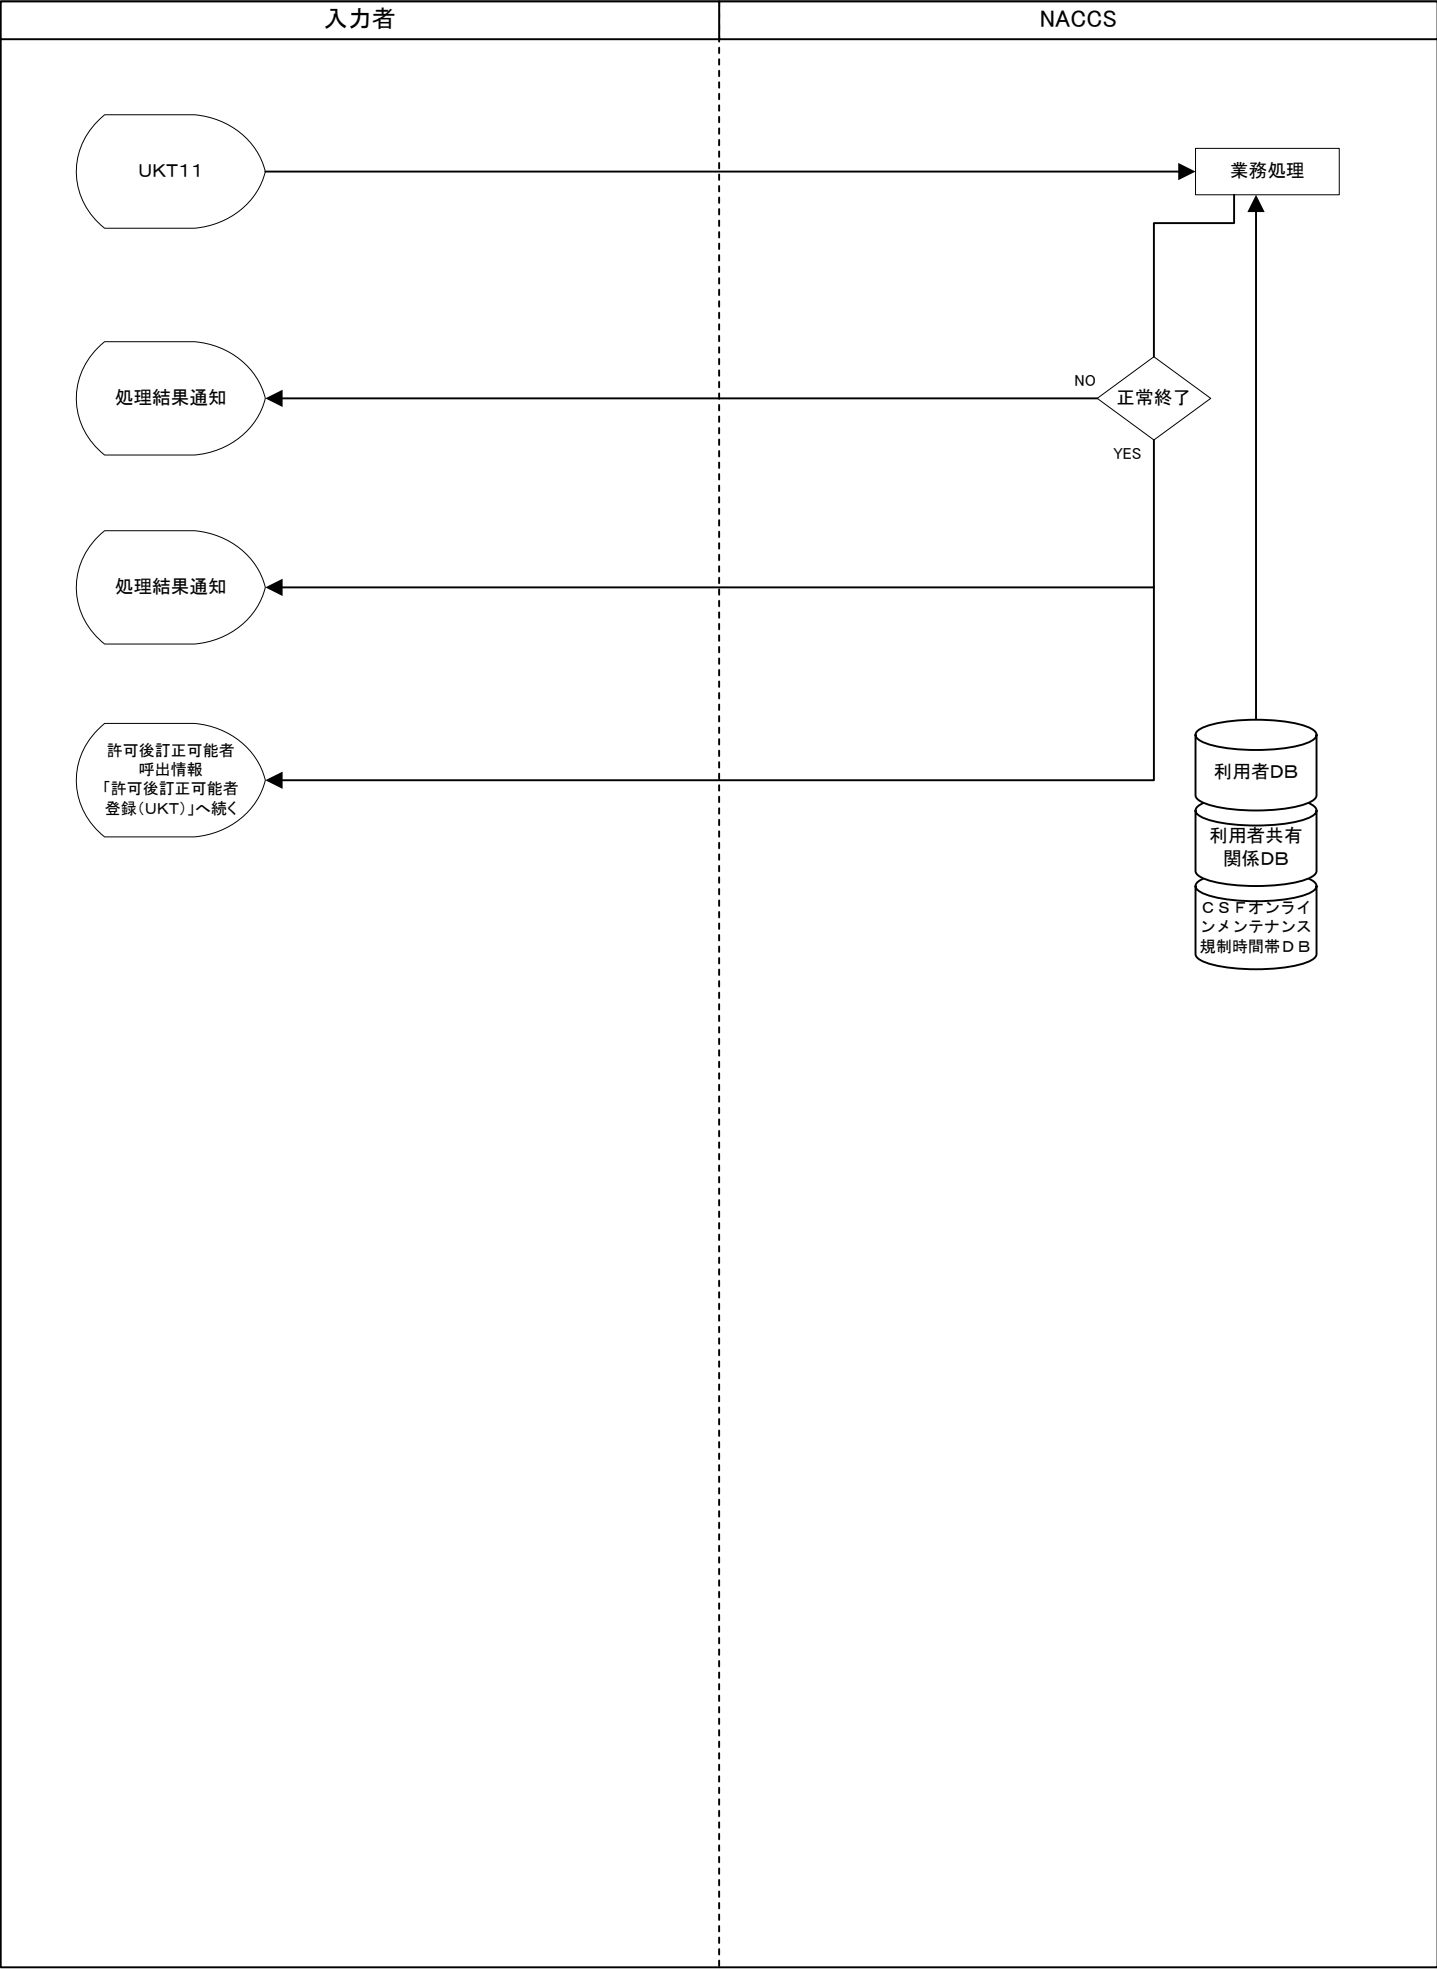 入力者
NACCS
UKT11
業務処理
処理結果通知
NO
正常終了
YES
処理結果通知
許可後訂正可能者
呼出情報
「許可後訂正可能者
登録（UKT）」へ続く
利用者DB
利用者共有
関係DB
ＣＳＦオンライ
ンメンテナンス
規制時間帯ＤＢ